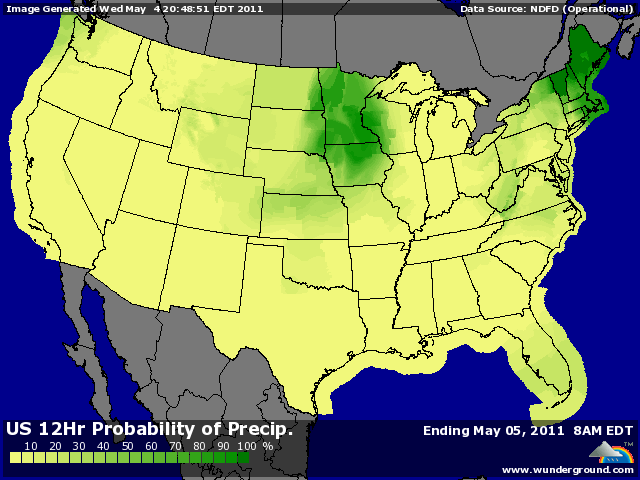 Image Generated Wed May 4 20:48:51 EDT 2011 Data Source: NDFD (Operational)
US 12Hr Probability of Precip. Ending May 05, 2011 8AM EDT
10 20 30 40 50 60 70 80 90 100 %
TM
www.wunderground.com